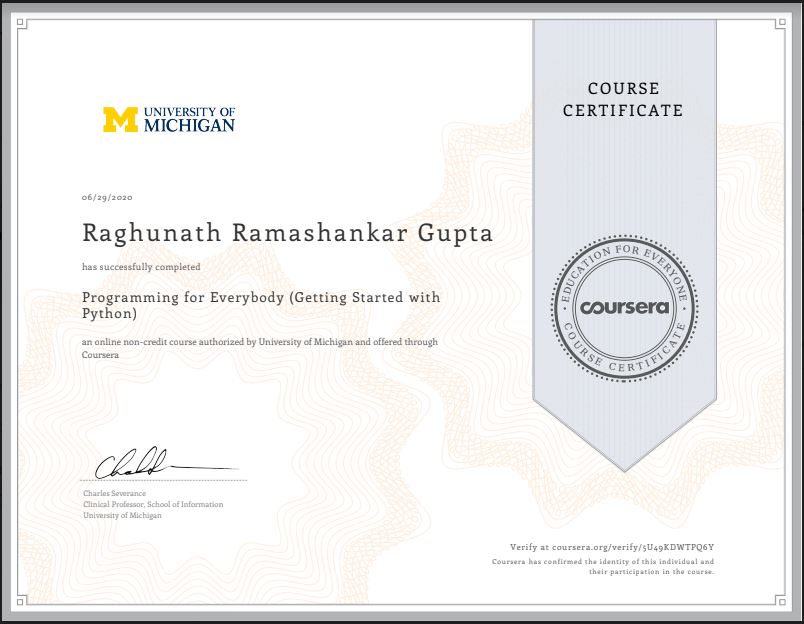 UNIVERSITY OF
MICHIGAN
COURSE
CERTIFICATE
06/29/2020
Raghunath Ramashankar Gupta
has successfully completed
Programming for Everybody (Getting Started with
Python)
an online non-credit course authorized by University of Michigan and offered through
Coursera
EDUCATION FOR EVERYONE
coursera
COURSE CERTIFICATE
Charles Severance
Clinical Professor, School of Information
University of Michigan
Verify at coursera.org/verify/5U49KDWTPQ6Y
Coursera has confirmed the identity of this individual and
their participation in the course.